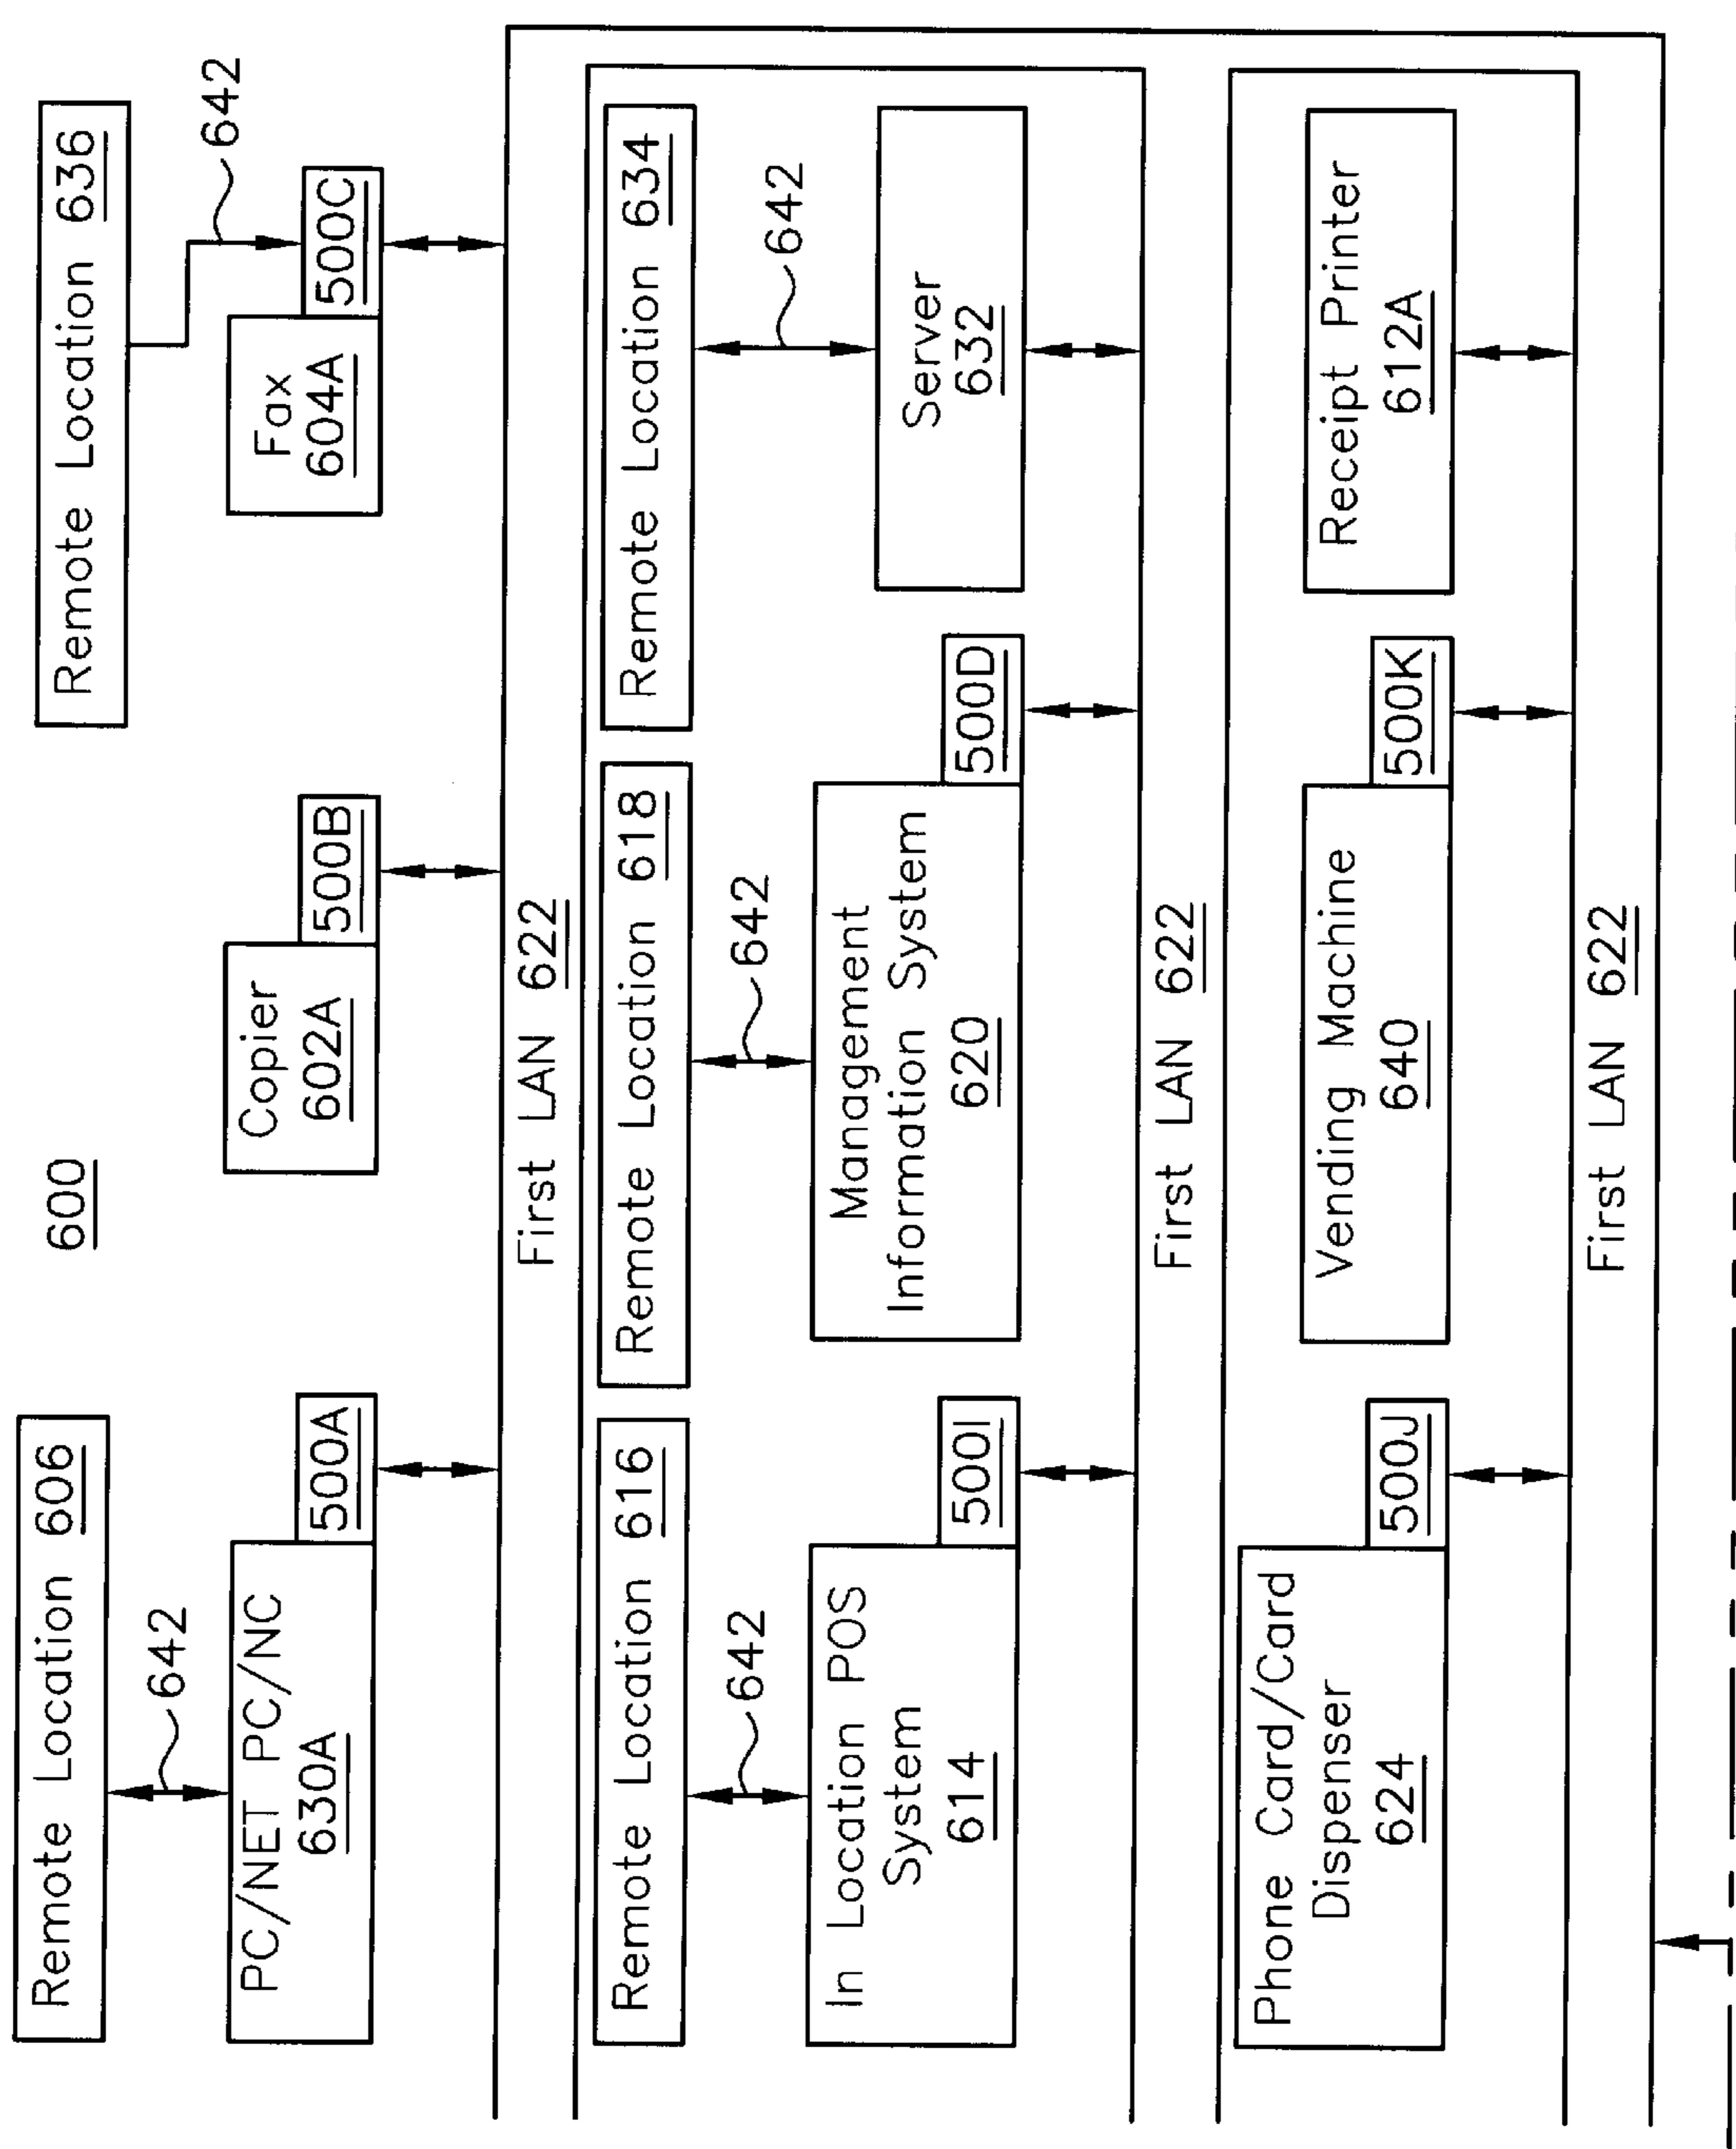 600
Remote Location 606
Remote Location 636
642
642
PC/NET PC/NC
630A
500A
Copier
602A
500B
Fax
604A
500C
First LAN 622
Remote Location 616
Remote Location 618
Remote Location 634
642
642
642
In Location POS
System
614
500I
Management
Information System
620
500D
Server
632
First LAN 622
Phone Card/Card
Dispenser
624
500J
Vending Machine
640
500K
Receipt Printer
612A
First LAN 622